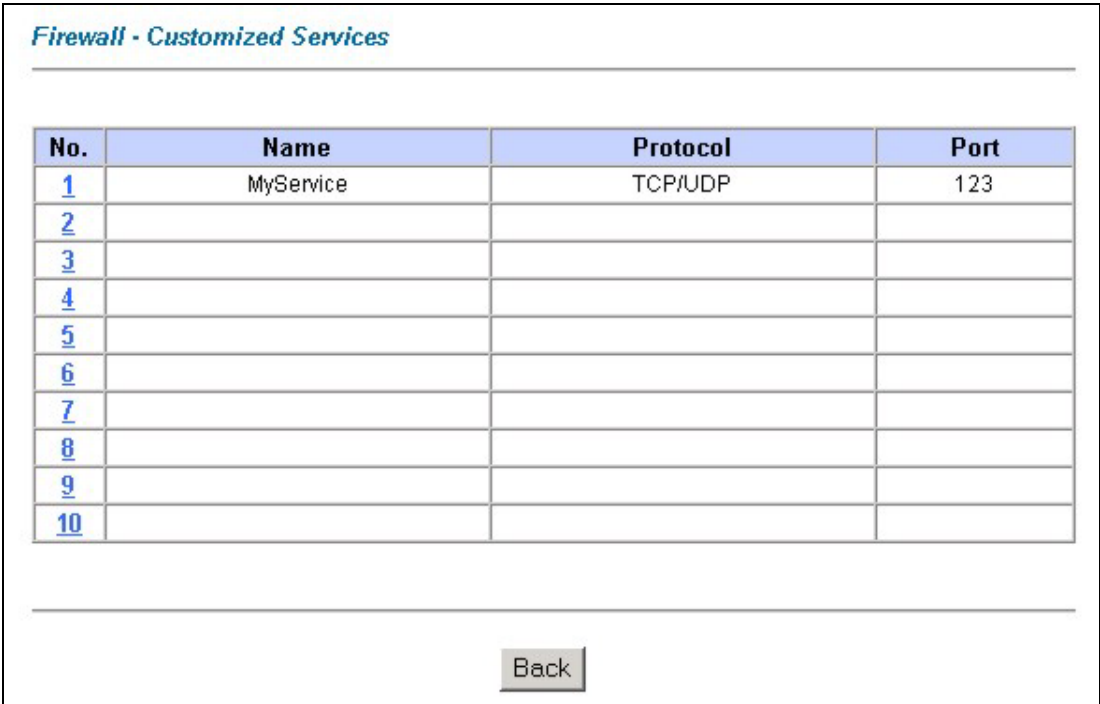 Firewall - Customized Services
No. Name Protocol Port
1 MyService TCP/UDP 123
2
3
4
5
6
7
8
9
10
Back